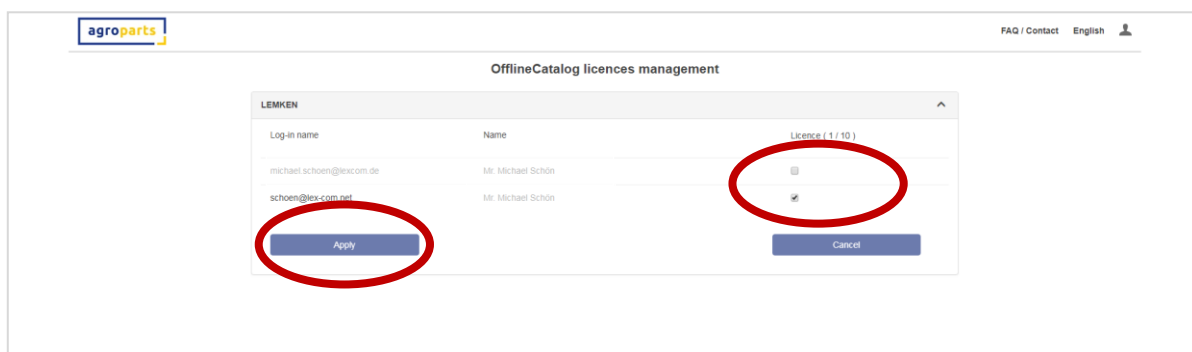 agroparts
FAQ / Contact English
OfflineCatalog licences management
LEMKEN
Log-in name Name Licence ( 1 / 10 )
michael.schoen@lexcom.de Mr. Michael Schön
schoen@lex-com.net Mr. Michael Schön
Apply Cancel